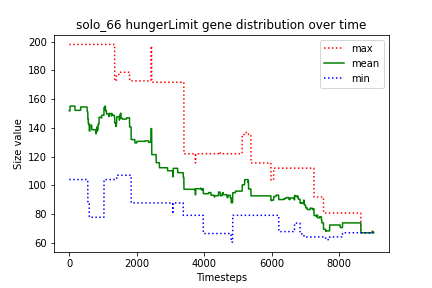 solo_66 hungerLimit gene distribution over time
200
180
160
140
120
100
80
60
Size value
max
mean
min
0 2000 4000 6000 8000
Timesteps